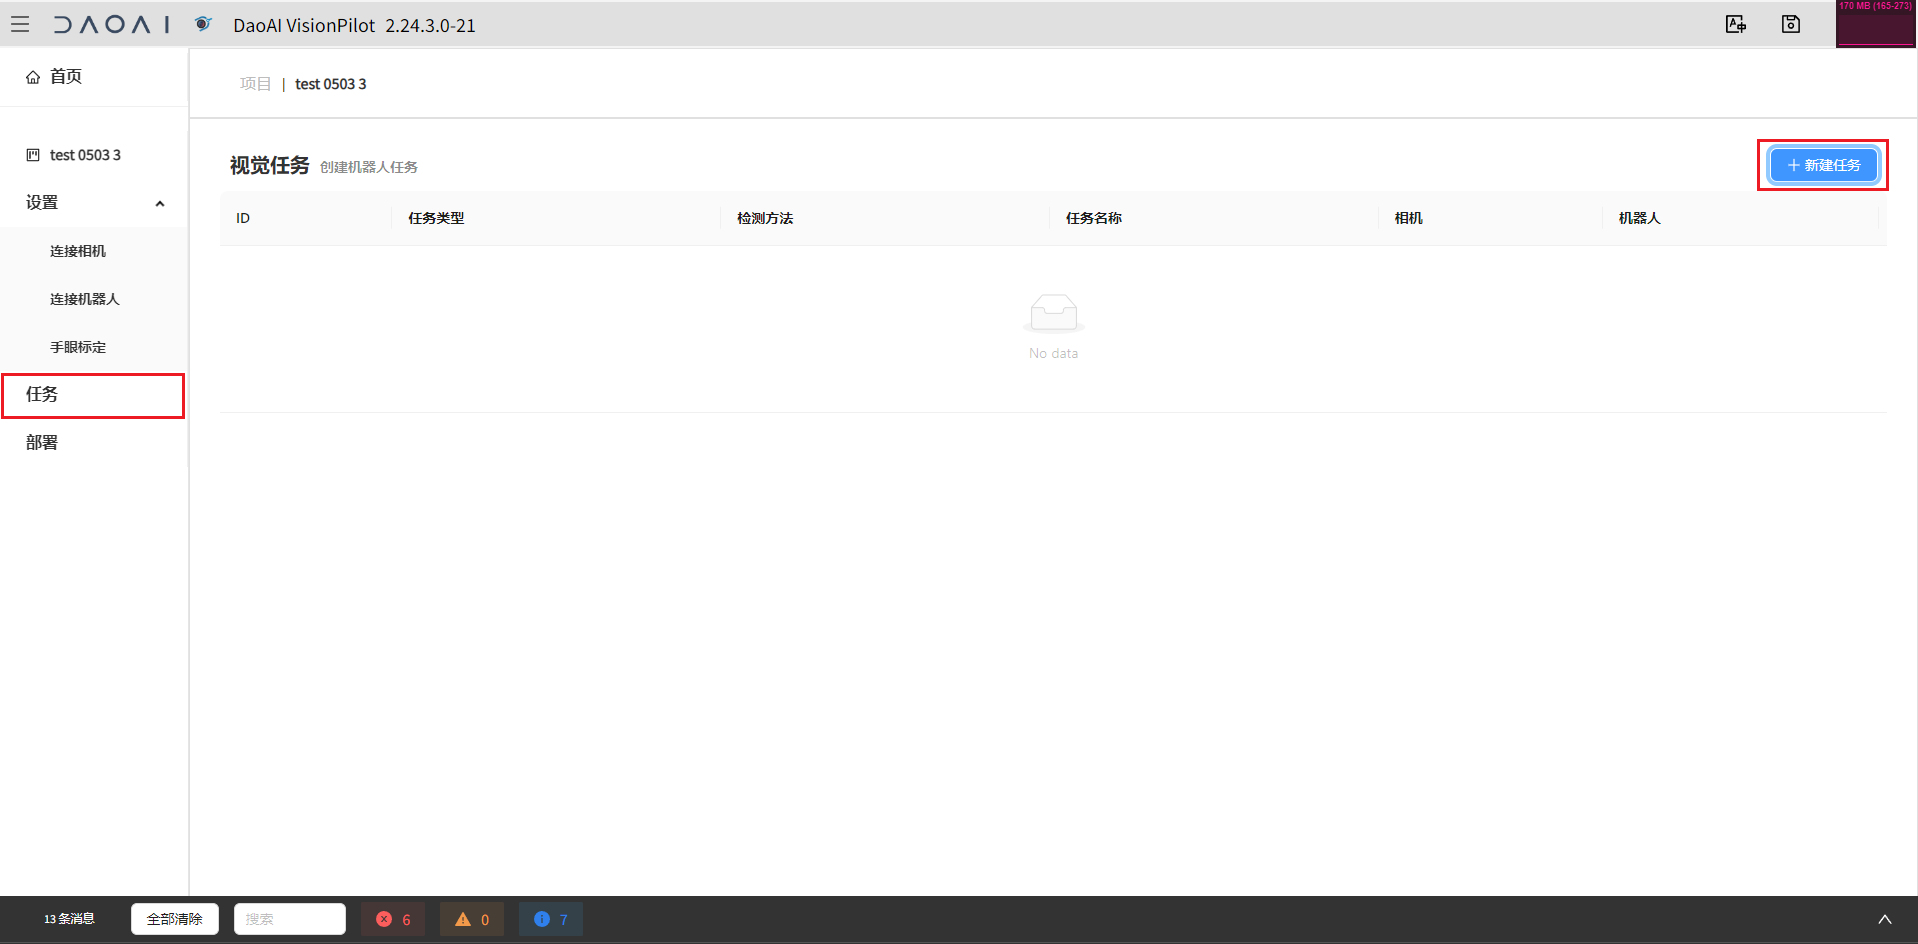 DAOAI DaoAI VisionPilot 2.24.3.0-21
170 MB (165-273)
首页
项目 | test 0503 3
test 0503 3
设置
连接相机
连接机器人
手眼标定
任务
部署
视觉任务 创建机器人任务
+ 新建任务
ID 任务类型 检测方法 任务名称 相机 机器人
No data
13 条消息 全部清除 搜索 6 0 7